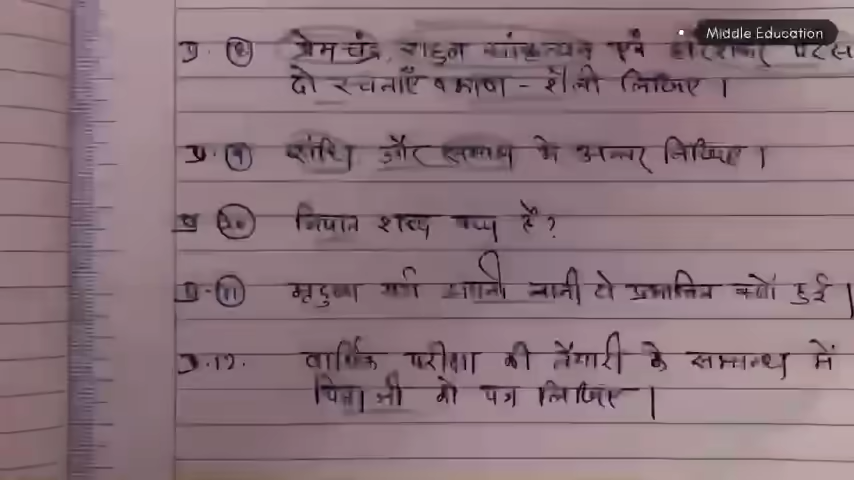 Middle Education
प्र. (8) प्रेमचंद्र, राहुल सांकृत्यन एवं हरिशंकर परस
दो रचनाएँ व भाषा - शैली लिखिए।
प्र. (9) संधि और समास में अन्तर लिखिए।
प्र (10) निपात शब्द क्या है?
प्र-(11) मृदुला गर्ग अपनी नानी से प्रभावित क्यों हुई।
प्र.12. वार्षिक परीक्षा की तैयारी के सम्बन्ध में
पिताजी को पत्र लिखिए।